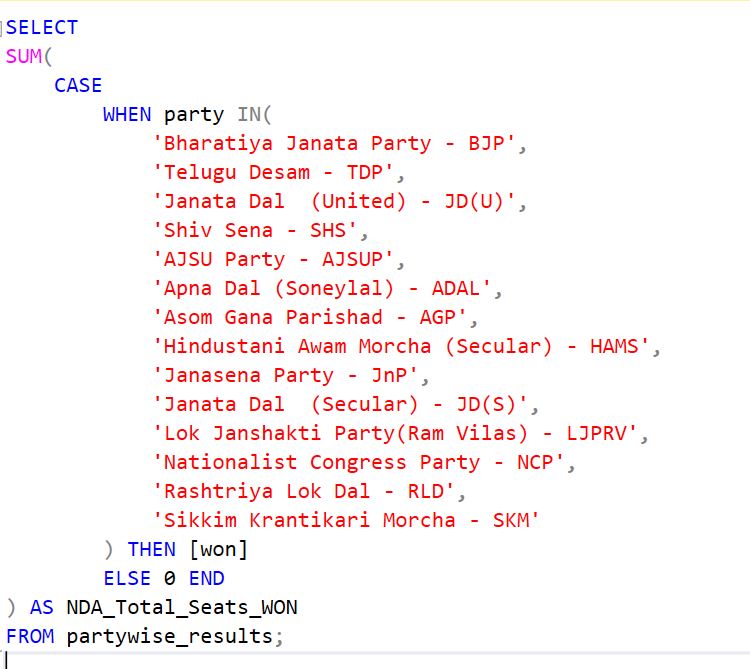 SELECT
SUM(
    CASE
        WHEN party IN(
            'Bharatiya Janata Party - BJP',
            'Telugu Desam - TDP',
            'Janata Dal  (United) - JD(U)',
            'Shiv Sena - SHS',
            'AJSU Party - AJSUP',
            'Apna Dal (Soneylal) - ADAL',
            'Asom Gana Parishad - AGP',
            'Hindustani Awam Morcha (Secular) - HAMS',
            'Janasena Party - JnP',
            'Janata Dal  (Secular) - JD(S)',
            'Lok Janshakti Party(Ram Vilas) - LJPRV',
            'Nationalist Congress Party - NCP',
            'Rashtriya Lok Dal - RLD',
            'Sikkim Krantikari Morcha - SKM'
        ) THEN [won]
        ELSE 0 END
) AS NDA_Total_Seats_WON
FROM partywise_results;